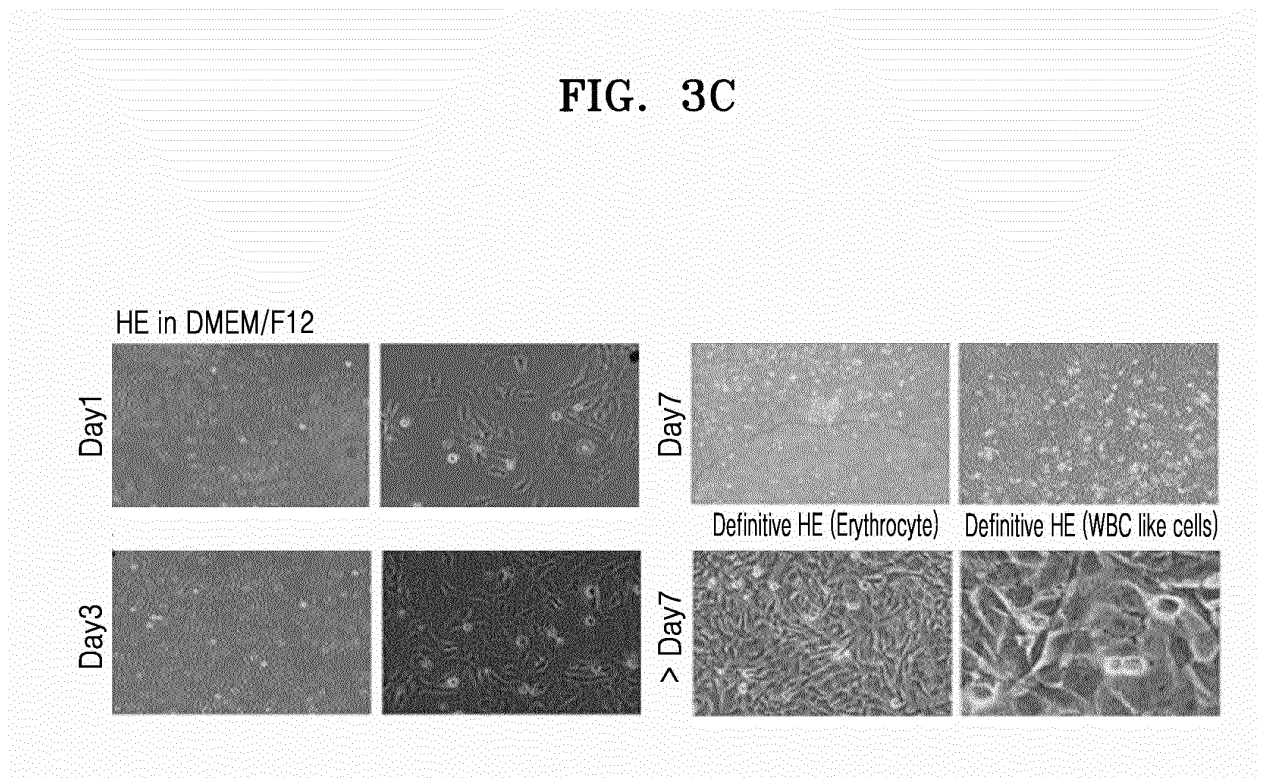 FIG. 3C
HE in DMEM/F12
Day1
Day7
Definitive HE (Erythrocyte)
Definitive HE (WBC like cells)
Day3
> Day7